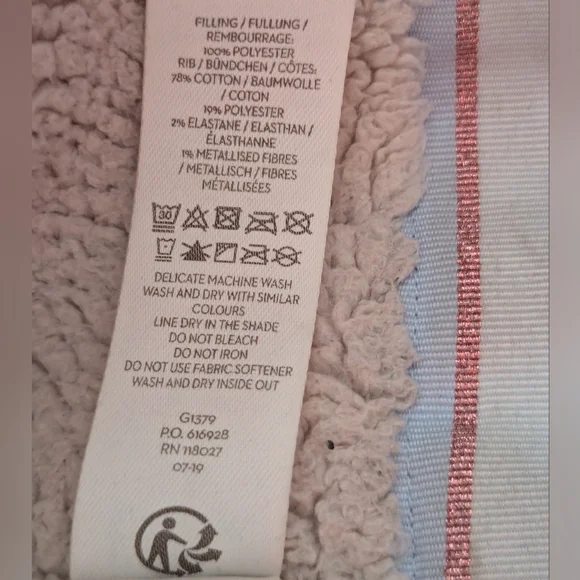 FILLING / FÜLLUNG /
REMBOURRAGE:
100% POLYESTER
RIB / BÜNDCHEN / CÔTES:
78% COTTON / BAUMWOLLE
/ COTON
19% POLYESTER
2% ELASTANE / ELASTHAN /
ÉLASTHANNE
1% METALLISED FIBRES
/ METALLISCH / FIBRES
MÉTALLISÉES
30
DELICATE MACHINE WASH
WASH AND DRY WITH SIMILAR
COLOURS
LINE DRY IN THE SHADE
DO NOT BLEACH
DO NOT IRON
DO NOT USE FABRIC SOFTENER
WASH AND DRY INSIDE OUT
G1379
P.O. 616928
RN 118027
07-19